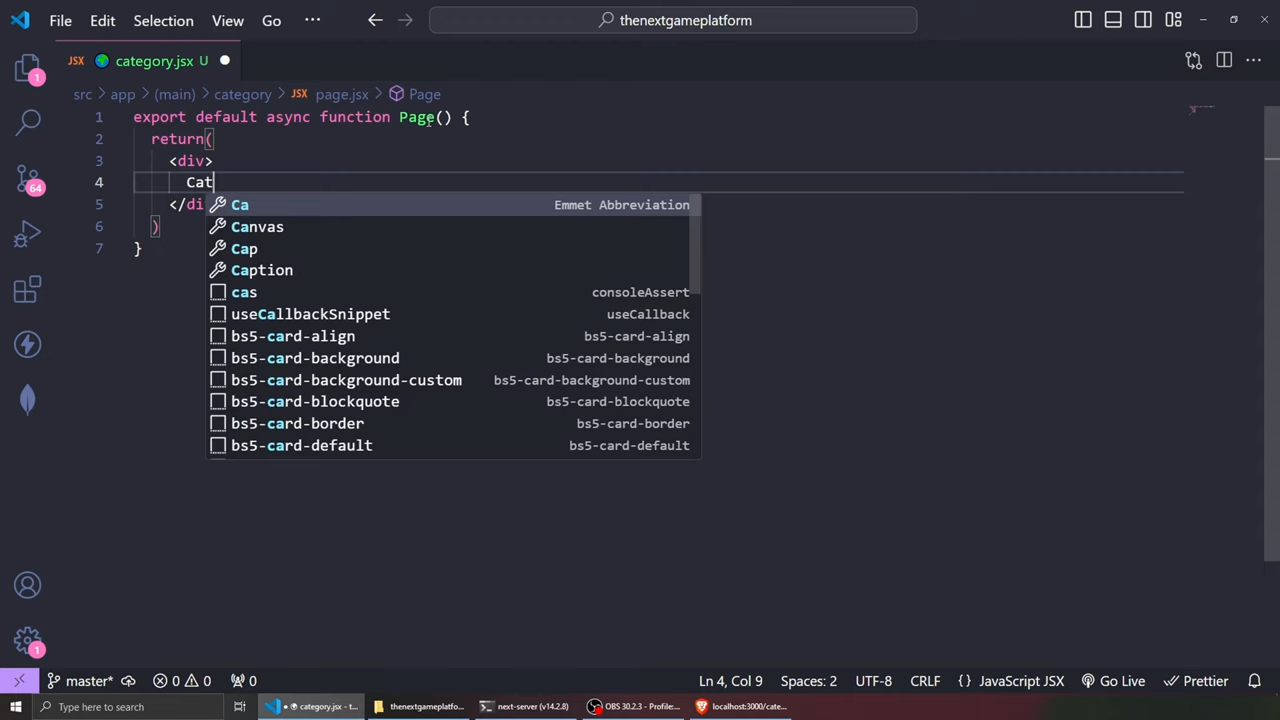 File Edit Selection View Go ··· thenextgameplatform
JSX category.jsx U
src > app > (main) > category > JSX page.jsx > Page
1 export default async function Page() {
2 return(
3 <div>
4 Cat
5 </di
6 )
7 }
Ca Emmet Abbreviation
Canvas
Cap
Caption
cas consoleAssert
useCallbackSnippet useCallback
bs5-card-align bs5-card-align
bs5-card-background bs5-card-background
bs5-card-background-custom bs5-card-background-custom
bs5-card-blockquote bs5-card-blockquote
bs5-card-border bs5-card-border
bs5-card-default bs5-card-default
1
64
1
master* 0 0 0 Ln 4, Col 9 Spaces: 2 UTF-8 CRLF {} JavaScript JSX Go Live Prettier
Type here to search category.jsx - t... thenextgameplatfo... next-server (v14.2.8) OBS 30.2.3 - Profile:... localhost:3000/cate...